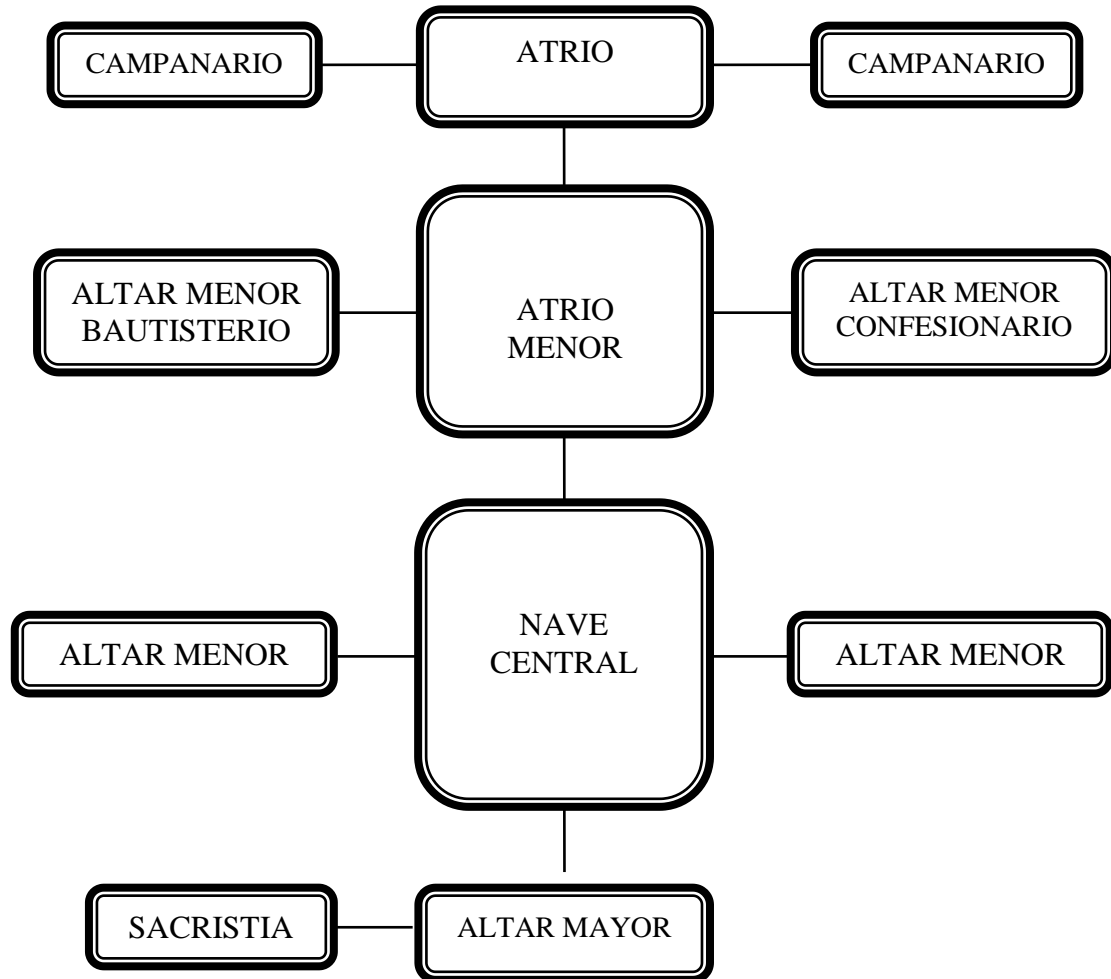 CAMPANARIO
ATRIO
CAMPANARIO
ALTAR MENOR
BAUTISTERIO
ATRIO
MENOR
ALTAR MENOR
CONFESIONARIO
ALTAR MENOR
NAVE
CENTRAL
ALTAR MENOR
SACRISTIA
ALTAR MAYOR